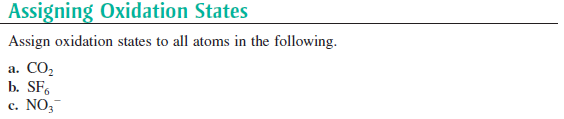 Assigning Oxidation States
Assign oxidation states to all atoms in the following.
a. CO₂
b. SF₆
c. NO₃⁻